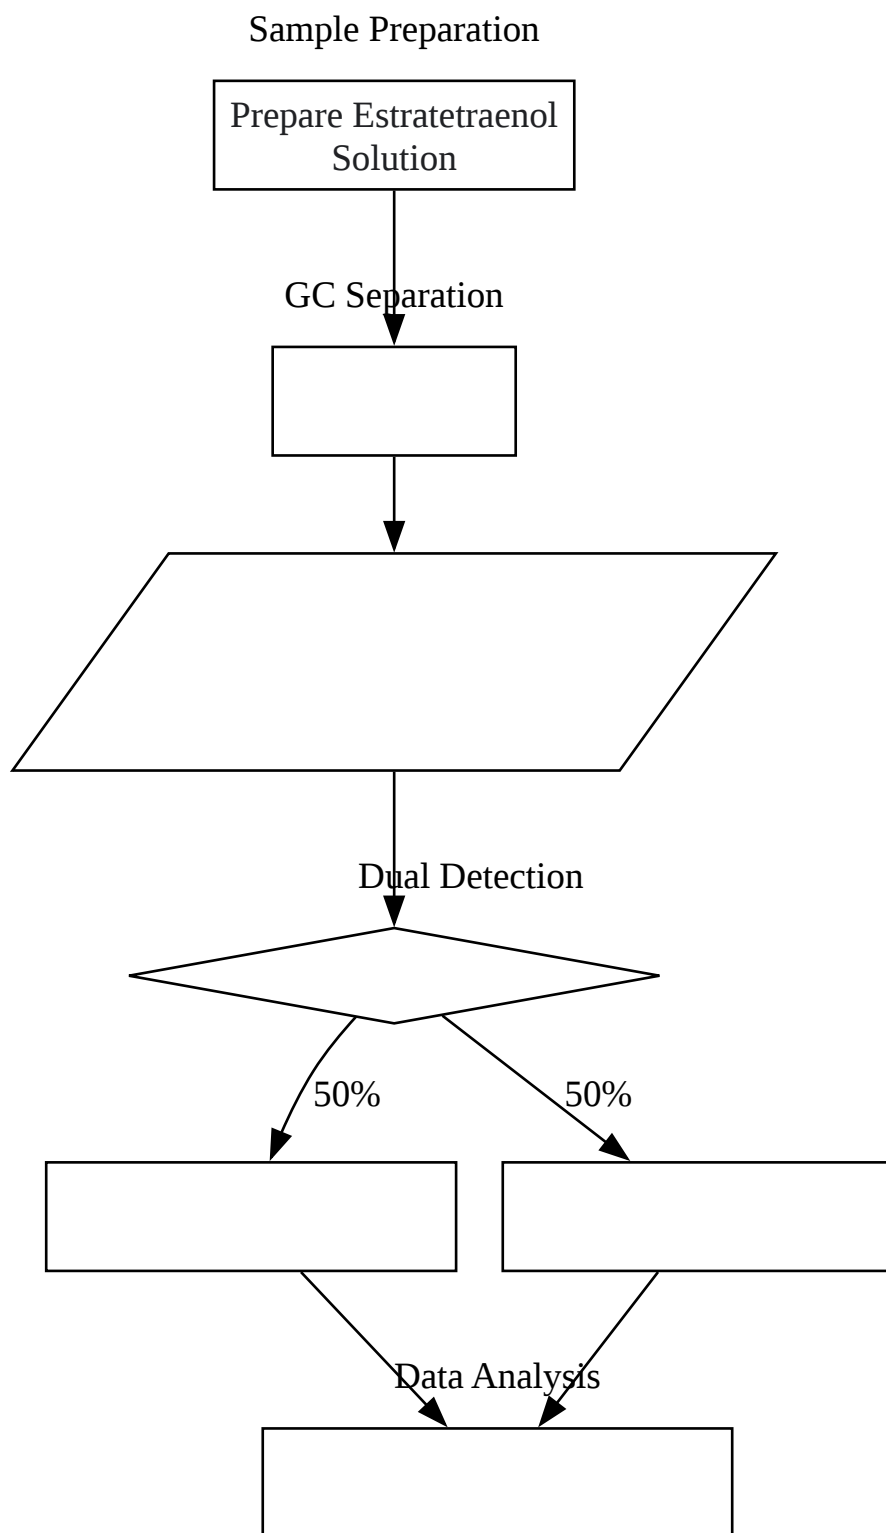 Sample Preparation
Prepare Estratetraenol
Solution
GC Separation
Dual Detection
50%
50%
Data Analysis